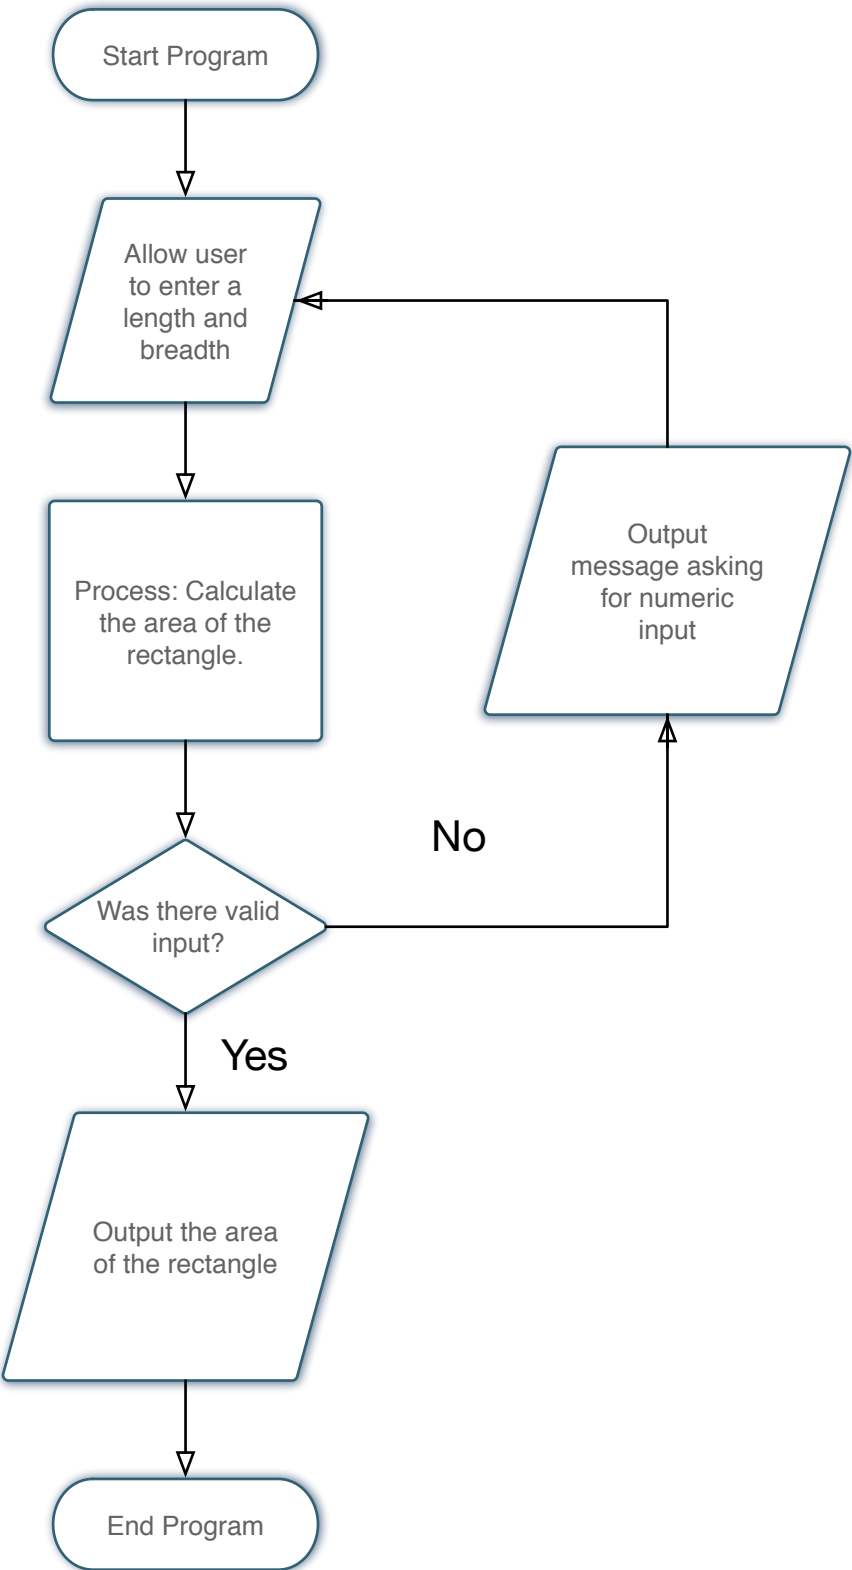 Start Program
Allow user
to enter a
length and
breadth
Process: Calculate
the area of the
rectangle.
Output
message asking
for numeric
input
No
Was there valid
input?
Yes
Output the area
of the rectangle
End Program